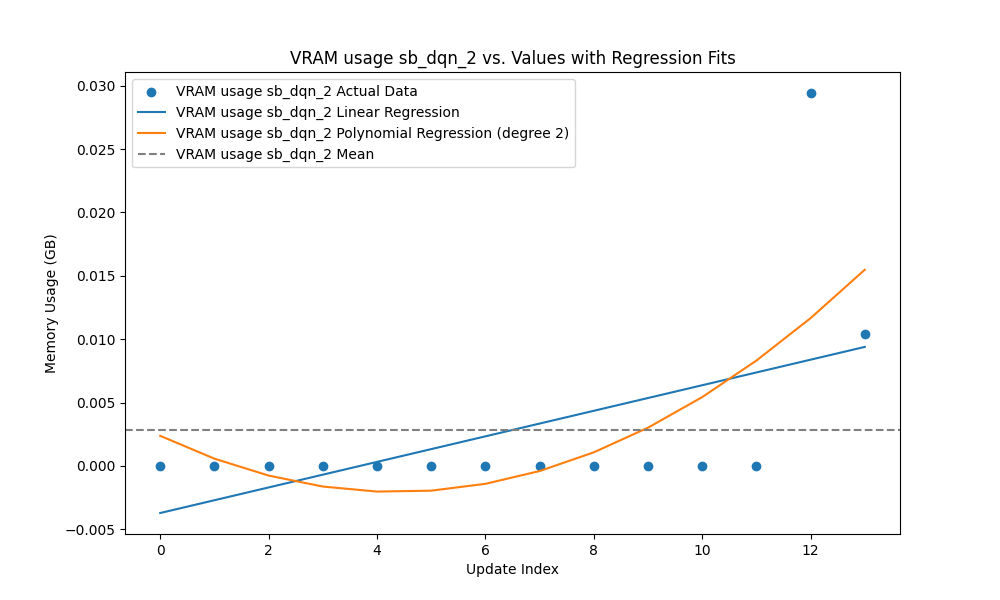 VRAM usage sb_dqn_2 vs. Values with Regression Fits
VRAM usage sb_dqn_2 Actual Data
VRAM usage sb_dqn_2 Linear Regression
VRAM usage sb_dqn_2 Polynomial Regression (degree 2)
VRAM usage sb_dqn_2 Mean
Memory Usage (GB)
0.030
0.025
0.020
0.015
0.010
0.005
0.000
−0.005
0 2 4 6 8 10 12
Update Index